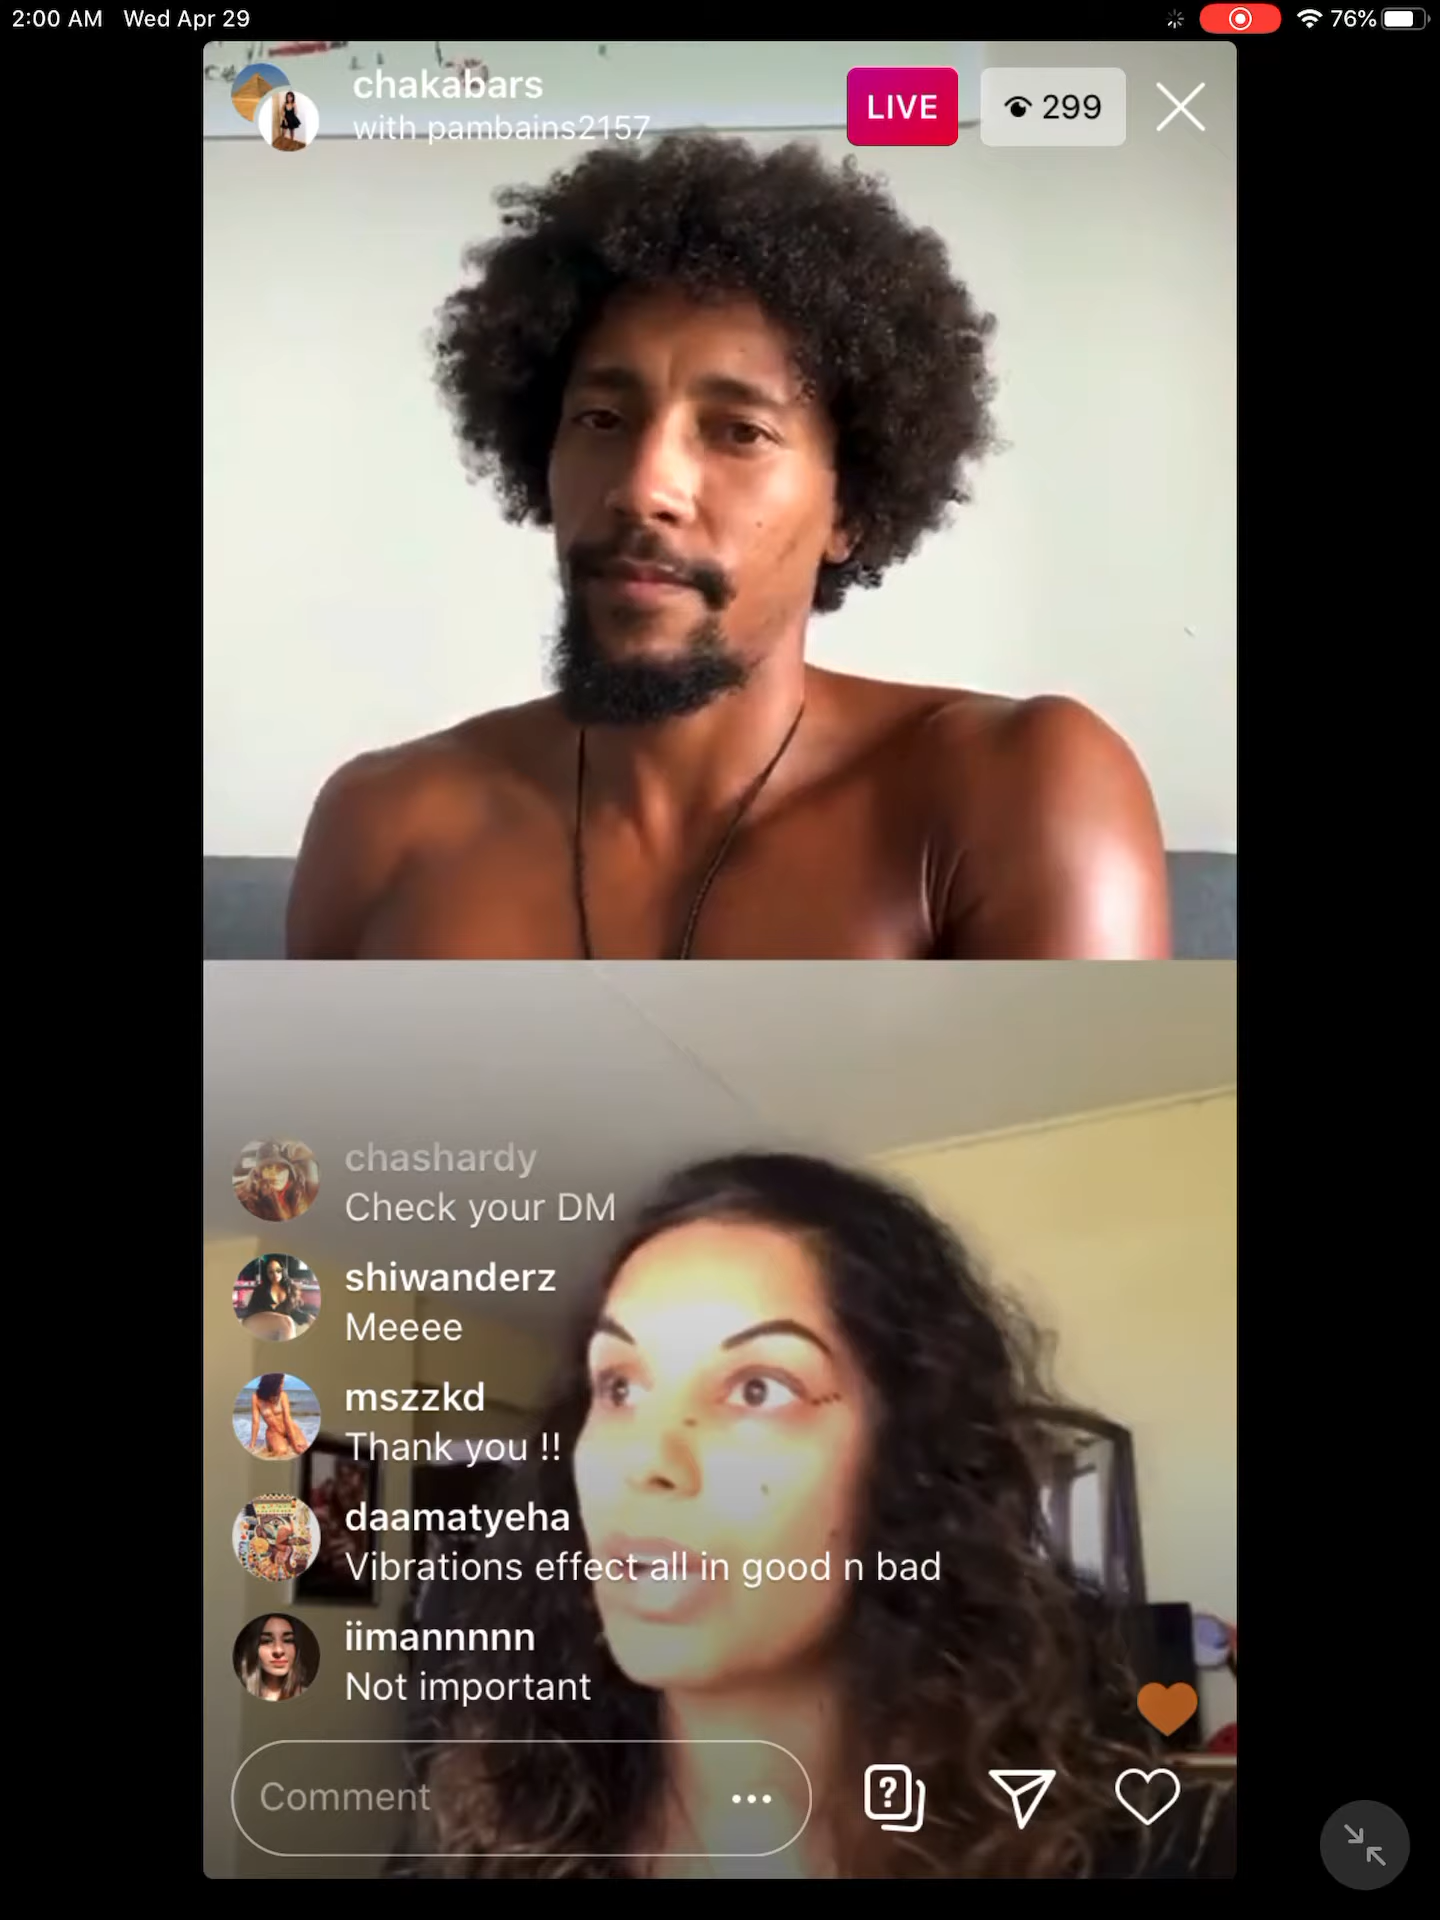 2:00 AM Wed Apr 29
76%
chakabars
with pambains2157
LIVE
299
chashardy
Check your DM
shiwanderz
Meeee
mszzkd
Thank you !!
daamatyeha
Vibrations effect all in good n bad
iimannnnn
Not important
Comment